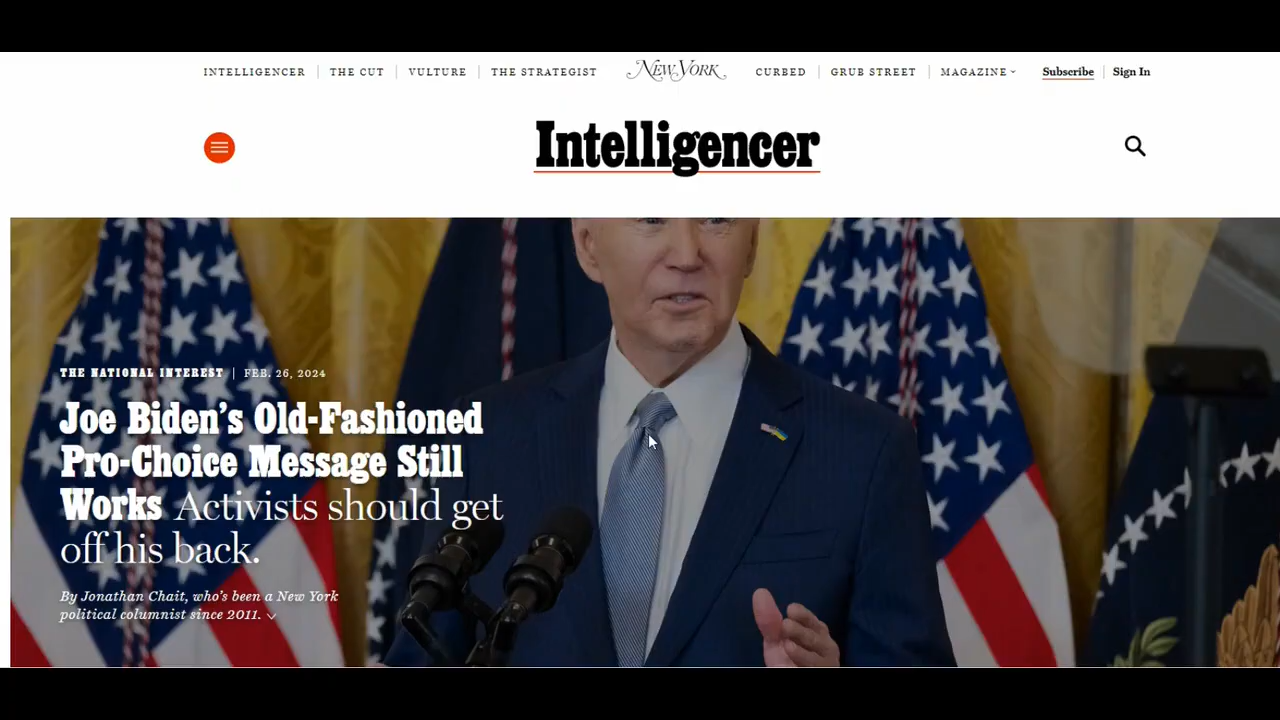 INTELLIGENCER THE CUT VULTURE THE STRATEGIST NEW YORK CURBED GRUB STREET MAGAZINE Subscribe Sign In
Intelligencer
THE NATIONAL INTEREST | FEB. 26, 2024
Joe Biden's Old-Fashioned
Pro-Choice Message Still
Works Activists should get
off his back.
By Jonathan Chait, who's been a New York
political columnist since 2011.